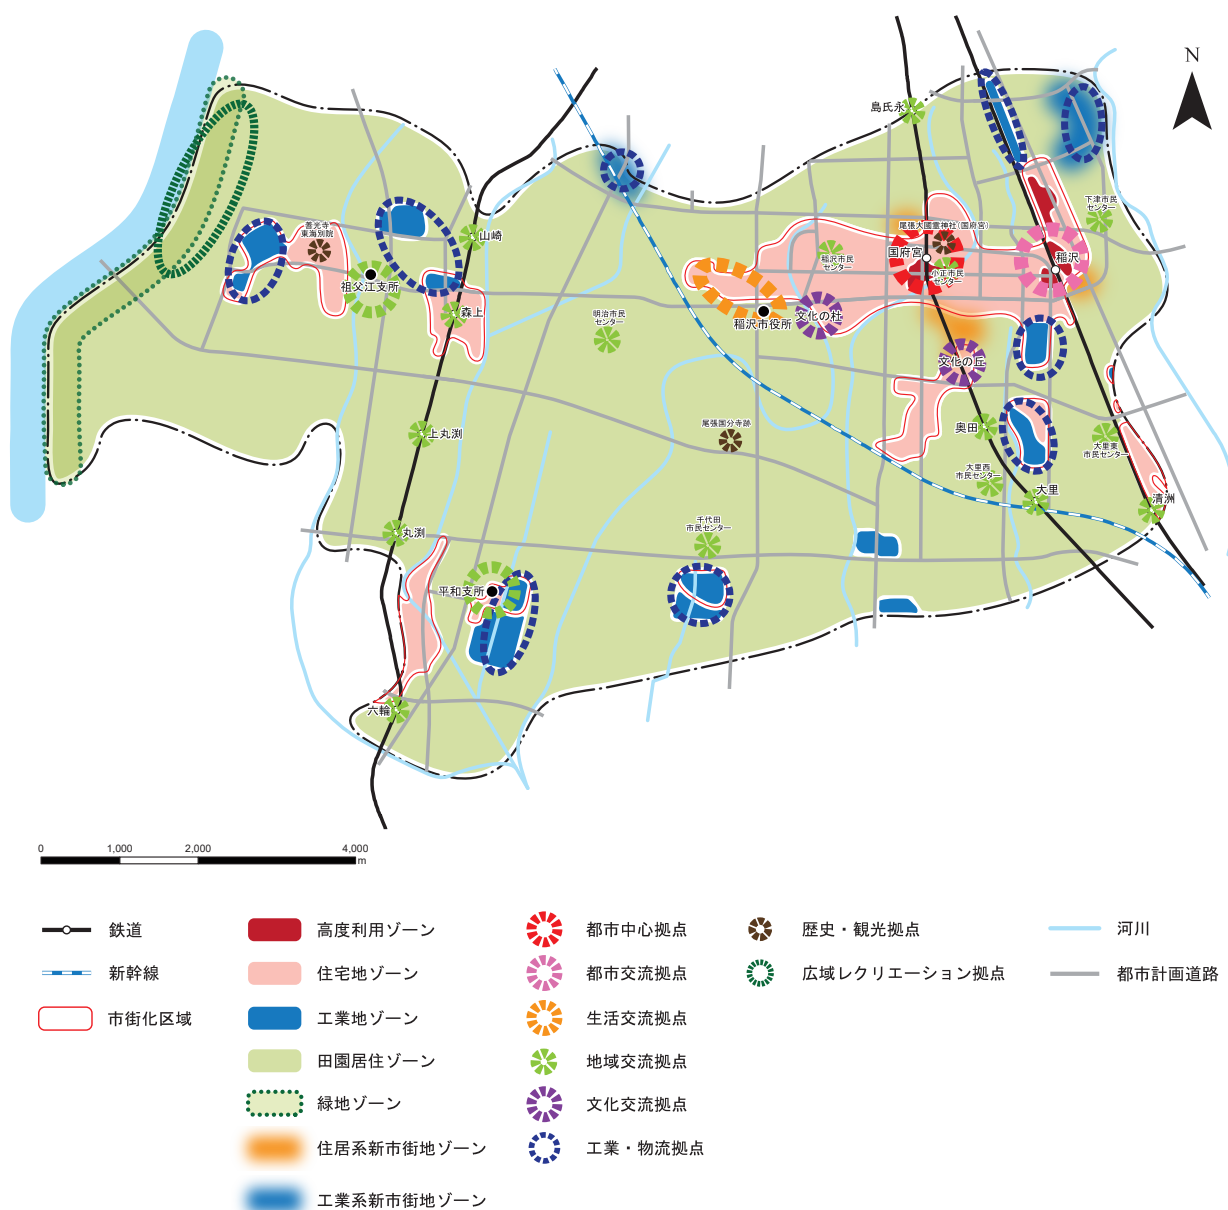 N
島氏永
下津市民
センター
善光寺
東海別院
山崎
尾張大國霊神社(国府宮)
国府宮
稲沢市民
センター
小正市民
センター
稲沢
祖父江支所
森上
明治市民
センター
稲沢市役所
文化の杜
文化の丘
上丸渕
尾張国分寺跡
奥田
大里東
市民センター
大里西
市民センター
大里
清洲
丸渕
千代田
市民センター
平和支所
六輪
0 1,000 2,000 4,000
m
鉄道
新幹線
市街化区域
高度利用ゾーン
住宅地ゾーン
工業地ゾーン
田園居住ゾーン
緑地ゾーン
住居系新市街地ゾーン
工業系新市街地ゾーン
都市中心拠点
都市交流拠点
生活交流拠点
地域交流拠点
文化交流拠点
工業・物流拠点
歴史・観光拠点
広域レクリエーション拠点
河川
都市計画道路